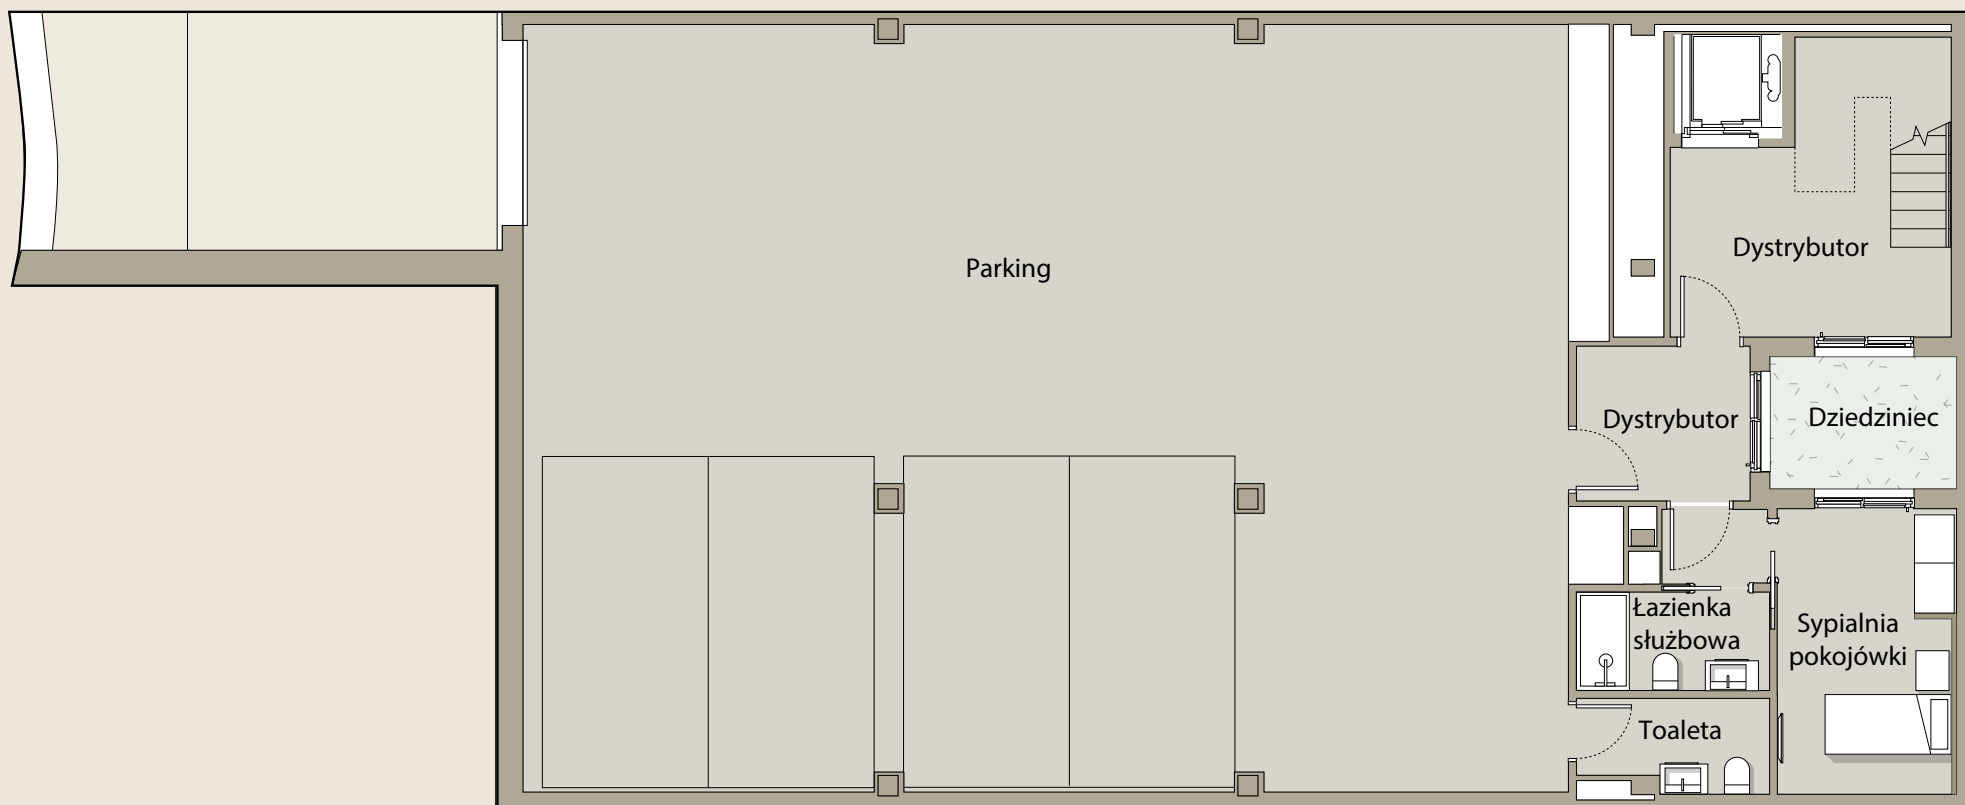 Parking
Dystrybutor
Dystrybutor
Dziedziniec
Łazienka
służbowa
Sypialnia
pokojówki
Toaleta